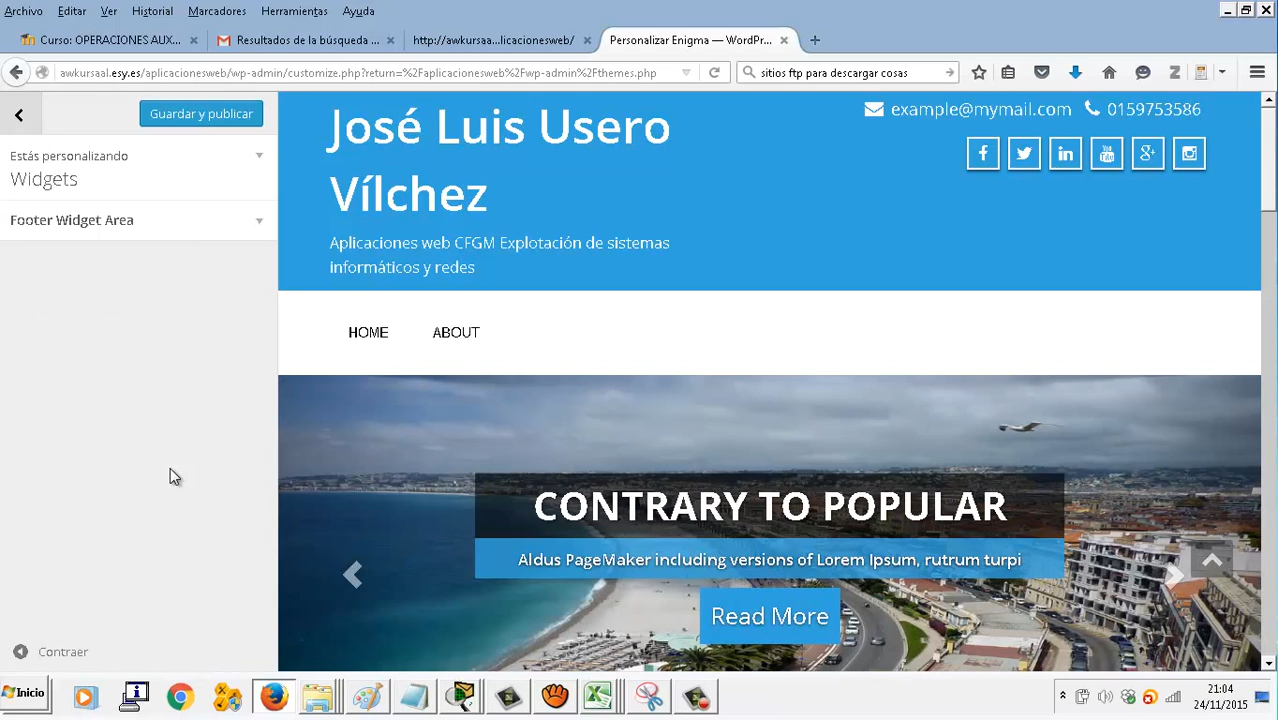 Archivo Editar Ver Historial Marcadores Herramientas Ayuda
Curso: OPERACIONES AUX... Resultados de la búsqueda ... http://awkursaa...licacionesweb/ Personalizar Enigma — WordPr...
awkursaal.esy.es/aplicacionesweb/wp-admin/customize.php?return=%2Faplicacionesweb%2Fwp-admin%2Fthemes.php sitios ftp para descargar cosas
Guardar y publicar
Estás personalizando
Widgets
Footer Widget Area
Contraer
José Luis Usero
Vílchez
Aplicaciones web CFGM Explotación de sistemas
informáticos y redes
example@mymail.com 0159753586
HOME ABOUT
CONTRARY TO POPULAR
Aldus PageMaker including versions of Lorem Ipsum, rutrum turpi
Read More
Inicio
21:04
24/11/2015